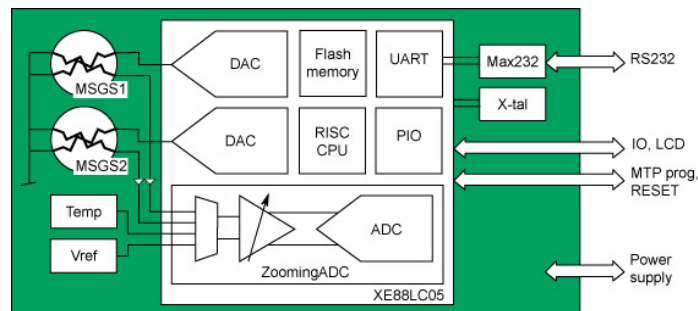 DAC
Flash
memory
UART
Max232
RS232
MSGS1
X-tal
DAC
RISC
CPU
PIO
IO, LCD
MSGS2
MTP prog,
RESET
Temp
ADC
Vref
ZoomingADC
Power
supply
XE88LC05